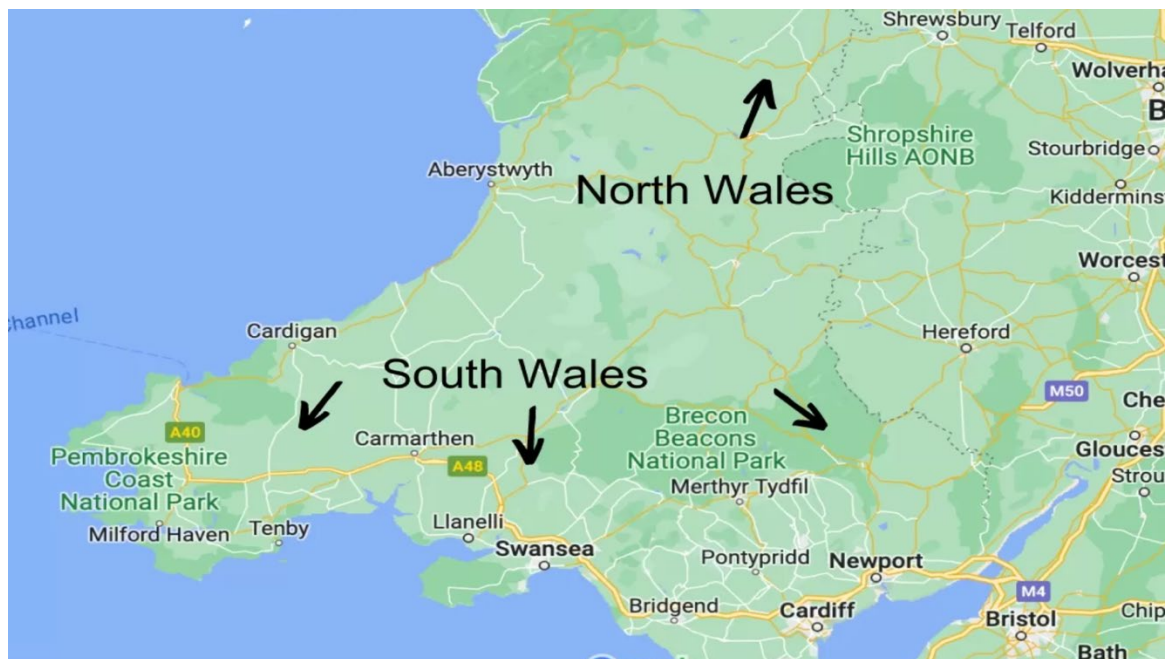 Shrewsbury
Telford
Wolverha
B
Shropshire
Hills AONB
Stourbridge
Aberystwyth
North Wales
Kiddermins
Worcest
Channel
Cardigan
Hereford
South Wales
M50
Che
Brecon
Beacons
National Park
A40
Carmarthen
A48
Glouces
Pembrokeshire
Coast
National Park
Strou
Merthyr Tydfil
Milford Haven
Tenby
Llanelli
Swansea
Pontypridd
Newport
M4
Bridgend
Cardiff
Bristol
Chip
Bath